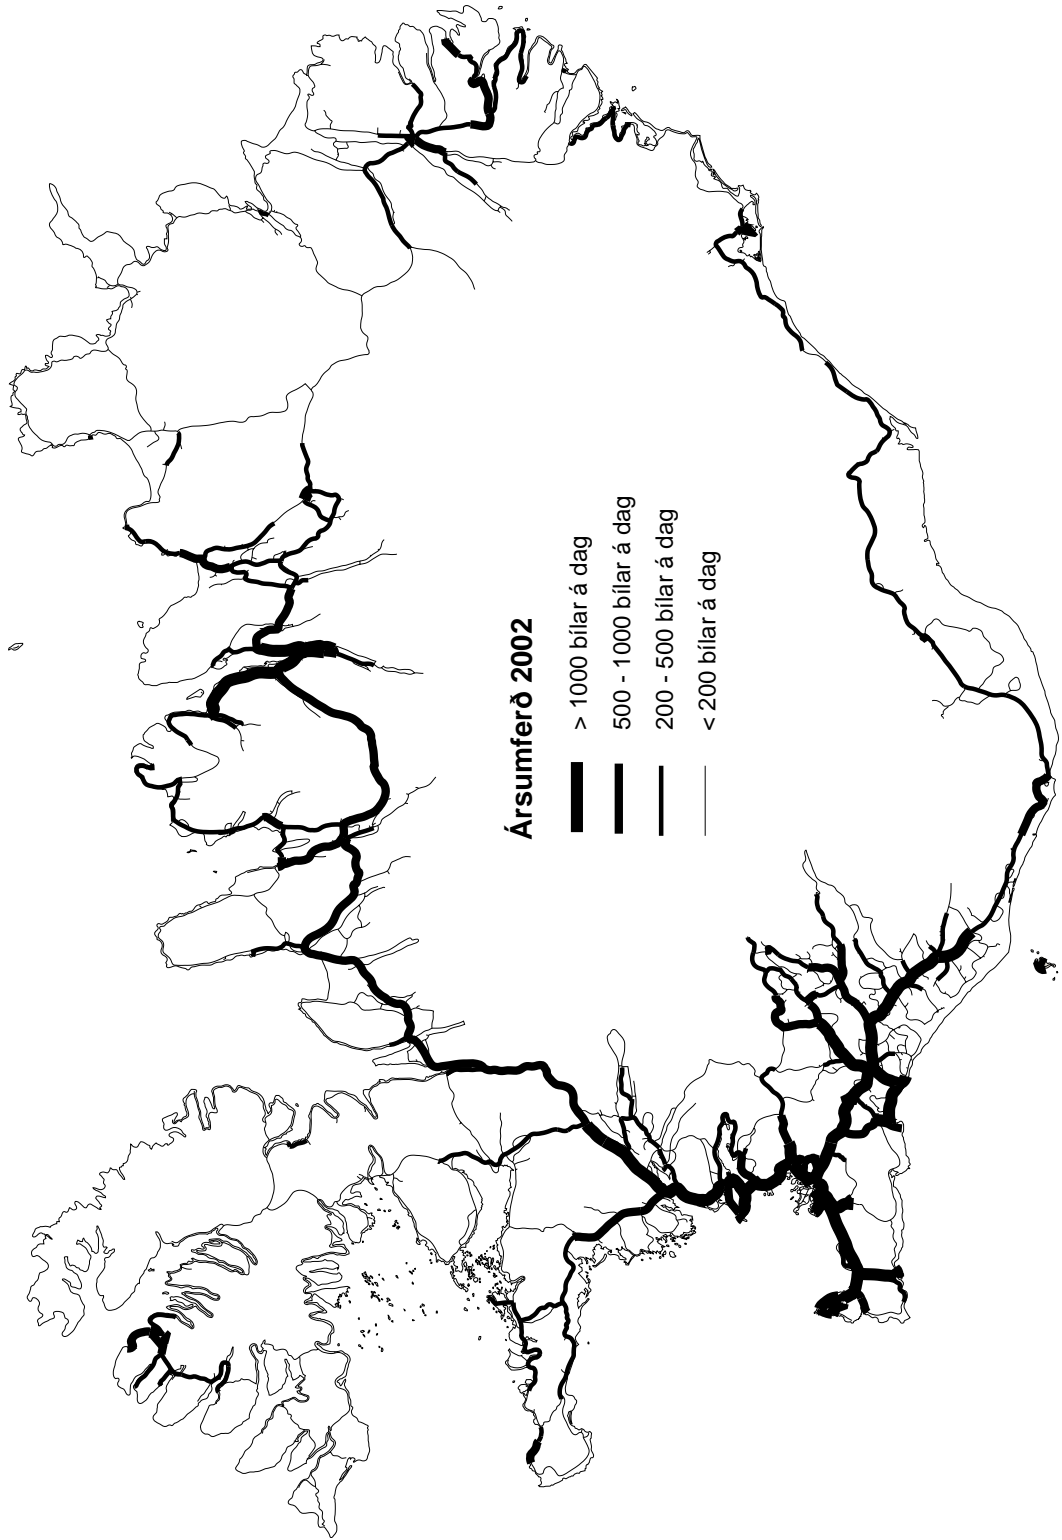 Ársumferð 2002
> 1000 bílar á dag
500 - 1000 bílar á dag
200 - 500 bílar á dag
< 200 bílar á dag